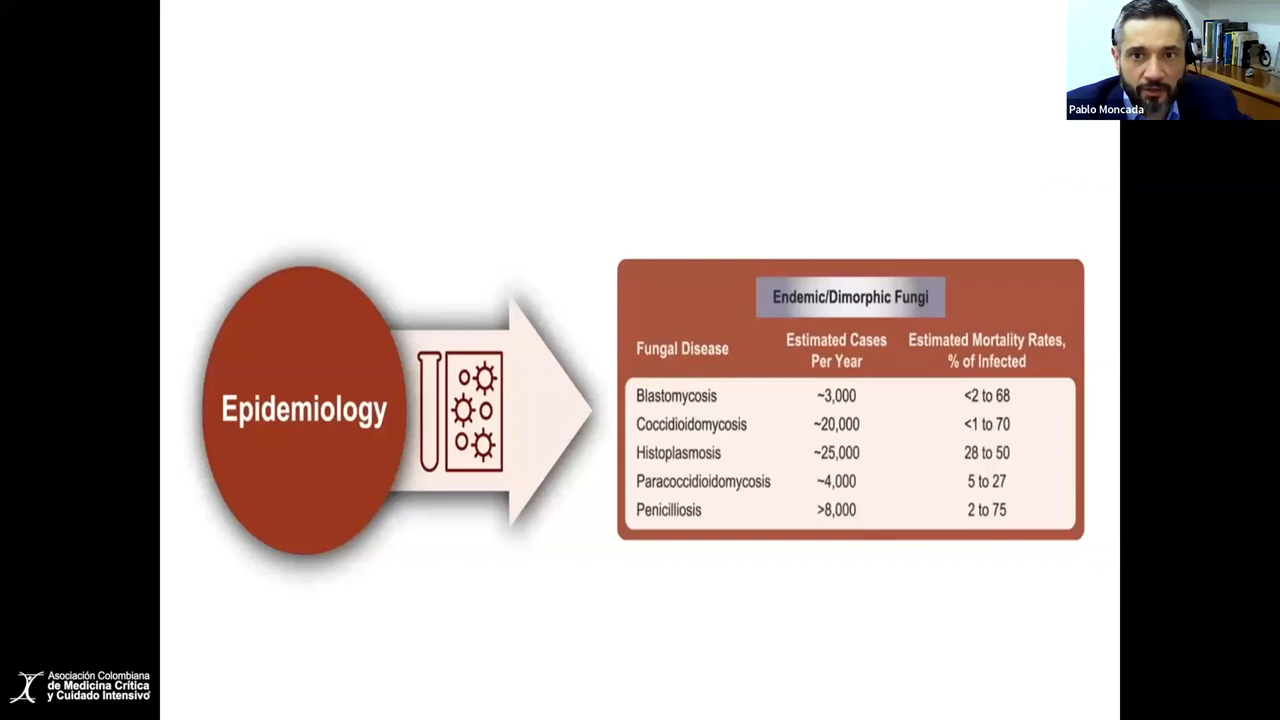 Pablo Moncada
Epidemiology
Endemic/Dimorphic Fungi
Fungal Disease
Estimated Cases
Per Year
Estimated Mortality Rates,
% of Infected
Blastomycosis ~3,000 <2 to 68
Coccidioidomycosis ~20,000 <1 to 70
Histoplasmosis ~25,000 28 to 50
Paracoccidioidomycosis ~4,000 5 to 27
Penicilliosis >8,000 2 to 75
Asociación Colombiana
de Medicina Crítica
y Cuidado Intensivo